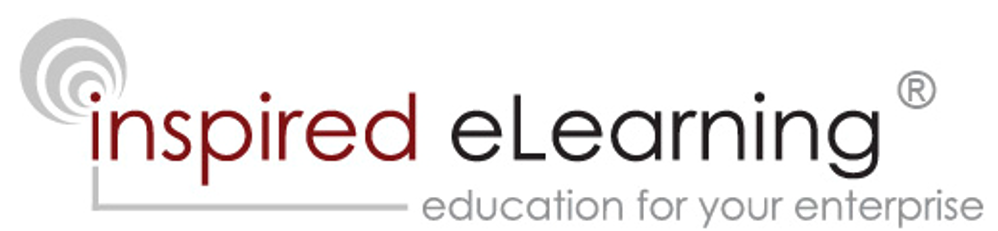 inspired eLearning®
education for your enterprise